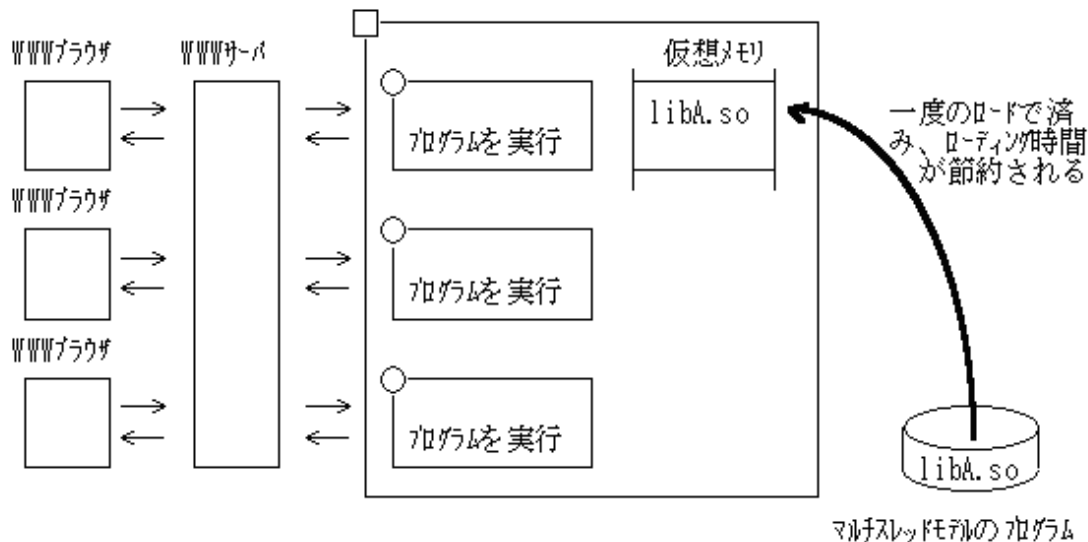 WWWブラウザ
WWWサーバ
仮想ﾒﾓﾘ
libA.so
ﾌﾟﾛｸﾞﾗﾑを実行
一度のﾛｰﾄﾞで済
み、ﾛｰﾃﾞｨﾝｸﾞ時間
が節約される
WWWブラウザ
ﾌﾟﾛｸﾞﾗﾑを実行
WWWブラウザ
ﾌﾟﾛｸﾞﾗﾑを実行
libA.so
ﾏﾙﾁｽﾚｯﾄﾞﾓﾃﾞﾙのﾌﾟﾛｸﾞﾗﾑ